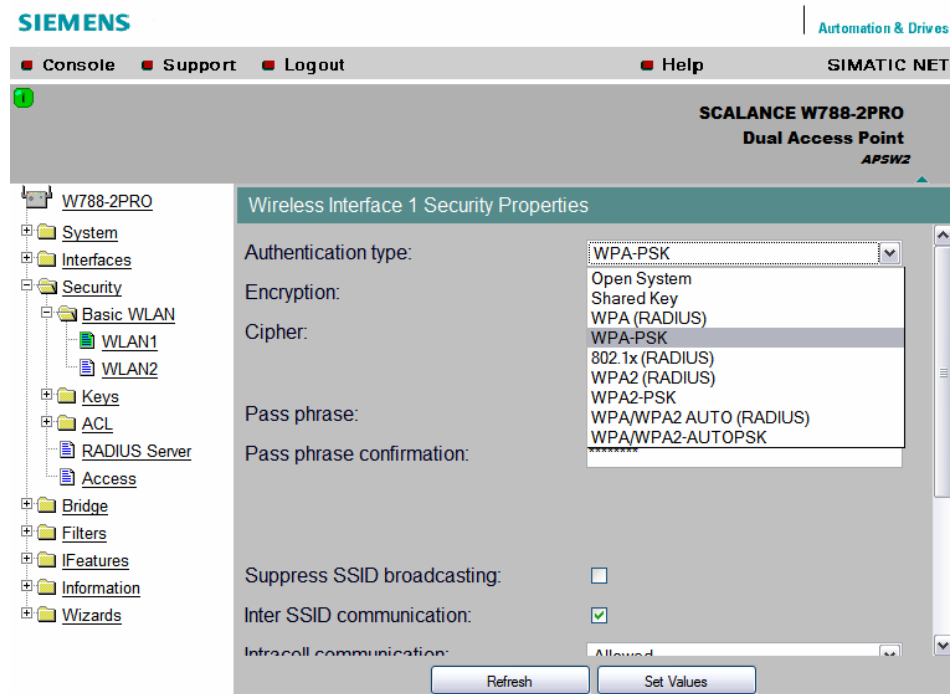 SIEMENS
Automation & Drives
Console Support Logout Help SIMATIC NET
SCALANCE W788-2PRO
Dual Access Point
APSW2
W788-2PRO
System
Interfaces
Security
Basic WLAN
WLAN1
WLAN2
Keys
ACL
RADIUS Server
Access
Bridge
Filters
IFeatures
Information
Wizards
Wireless Interface 1 Security Properties
Authentication type: WPA-PSK
Open System
Shared Key
WPA (RADIUS)
WPA-PSK
802.1x (RADIUS)
WPA2 (RADIUS)
WPA2-PSK
WPA/WPA2 AUTO (RADIUS)
WPA/WPA2-AUTOPSK
Encryption:
Cipher:
Pass phrase:
Pass phrase confirmation: ********
Suppress SSID broadcasting:
Inter SSID communication:
Intracell communication: Allowed
Refresh Set Values